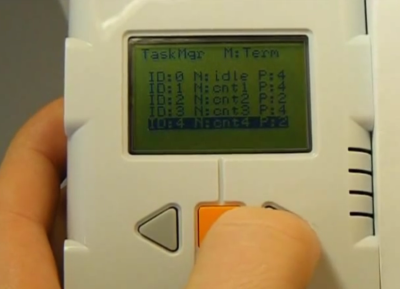 TaskMgr M:Term
ID:0 N:idle P:4
ID:1 N:cnt1 P:4
ID:2 N:cnt2 P:2
ID:3 N:cnt3 P:4
ID:4 N:cnt4 P:2